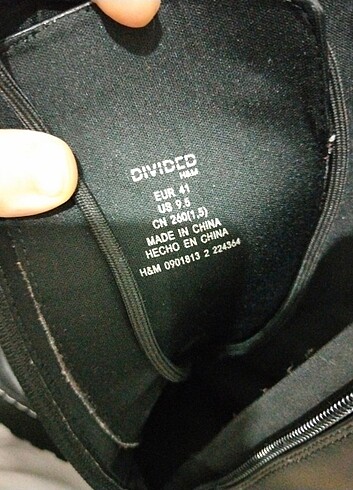 DIVIDED
H&M
EUR 41
US 9.5
CN 260(1.5)
MADE IN CHINA
HECHO EN CHINA
H&M 0901813 2 224364